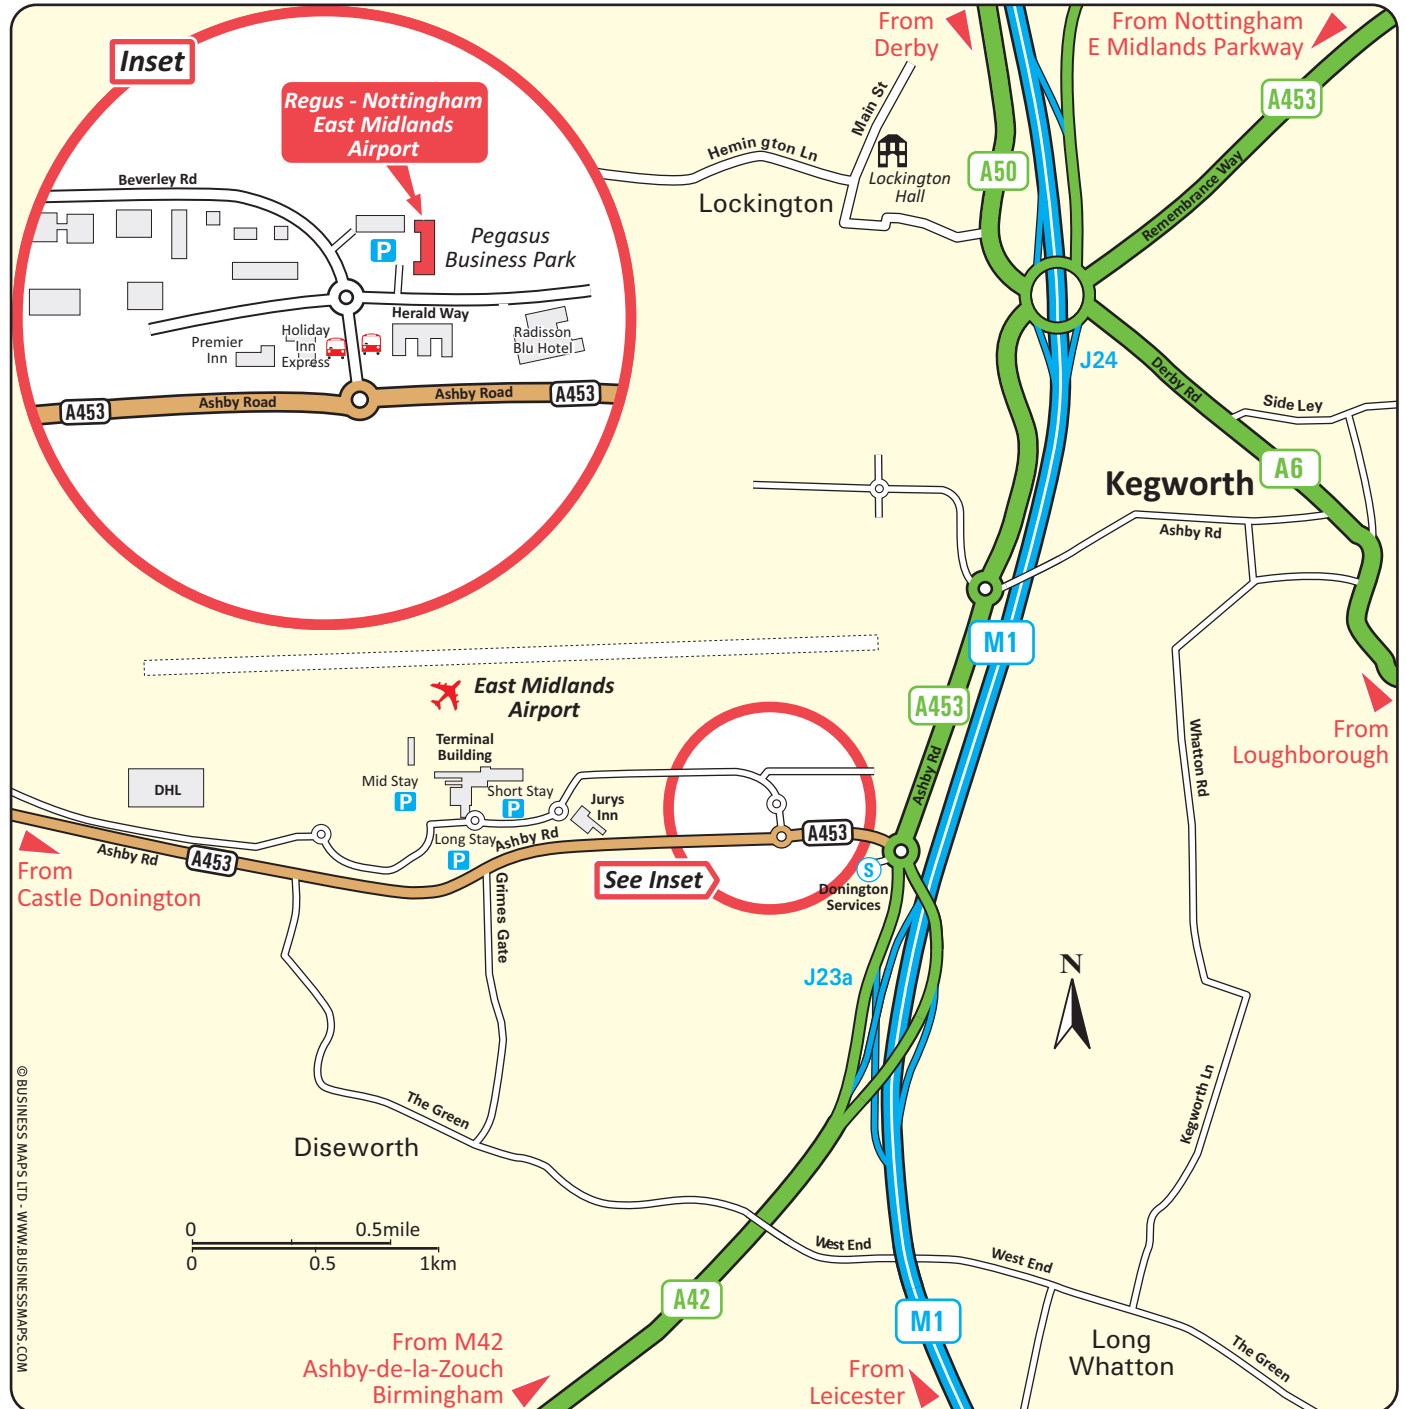 From
Derby
From Nottingham
E Midlands Parkway
Inset
Regus - Nottingham
East Midlands
Airport
A453
Main St
Hemington Ln
Lockington
Hall
A50
Lockington
Remembrance Way
Beverley Rd
P
Pegasus
Business Park
Herald Way
Premier
Inn
Holiday
Inn
Express
Radisson
Blu Hotel
A453
Ashby Road
Ashby Road
A453
J24
Derby Rd
Side Ley
A6
Kegworth
Ashby Rd
M1
East Midlands
Airport
A453
Ashby Rd
From
Loughborough
Whatton Rd
Terminal
Building
DHL
Mid Stay
P
Short Stay
P
Jurys
Inn
Long Stay
P
Ashby Rd
A453
Ashby Rd
A453
From
Castle Donington
See Inset
S
Donington
Services
Grimes Gate
J23a
N
Kegworth Ln
The Green
Diseworth
0
0.5mile
0
0.5
1km
West End
West End
A42
M1
Long
Whatton
The Green
From M42
Ashby-de-la-Zouch
Birmingham
From
Leicester
© BUSINESS MAPS LTD - WWW.BUSINESSMAPS.COM